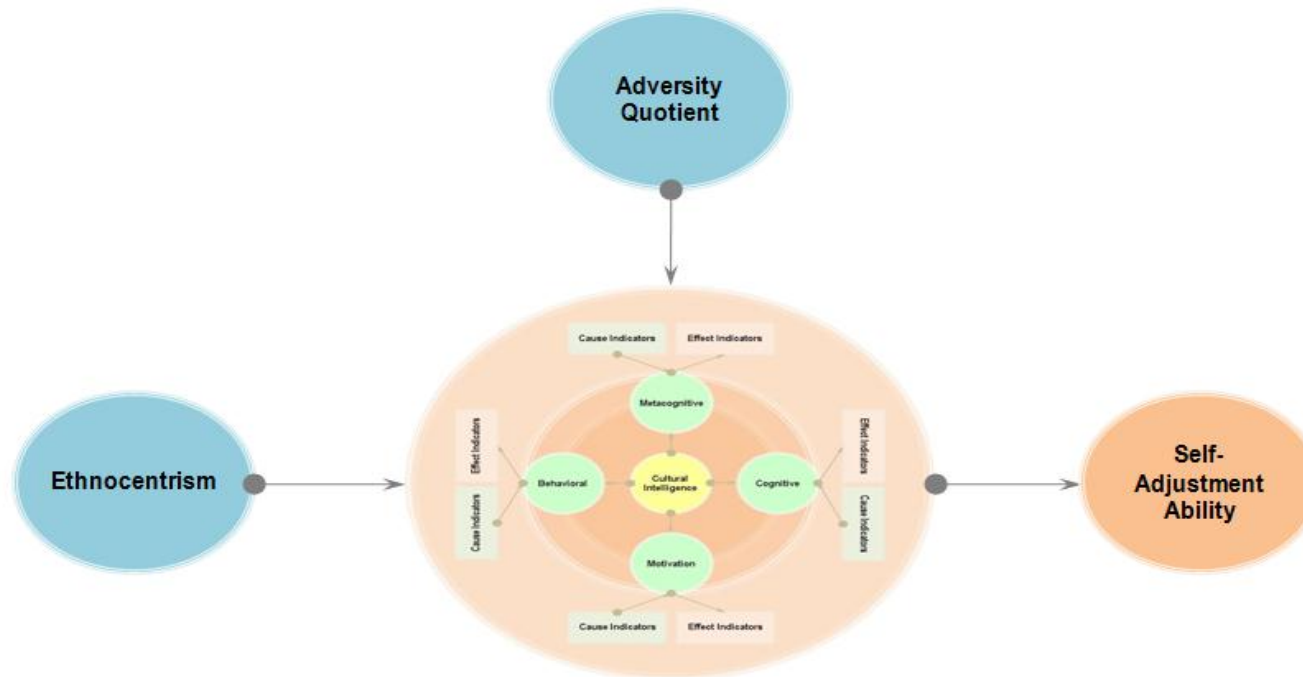 Adversity
Quotient
Cause Indicators
Effect Indicators
Metacognitive
Effect Indicators
Cause Indicators
Behavioral
Cultural
Intelligence
Cognitive
Effect Indicators
Cause Indicators
Motivation
Cause Indicators
Effect Indicators
Ethnocentrism
Self-
Adjustment
Ability